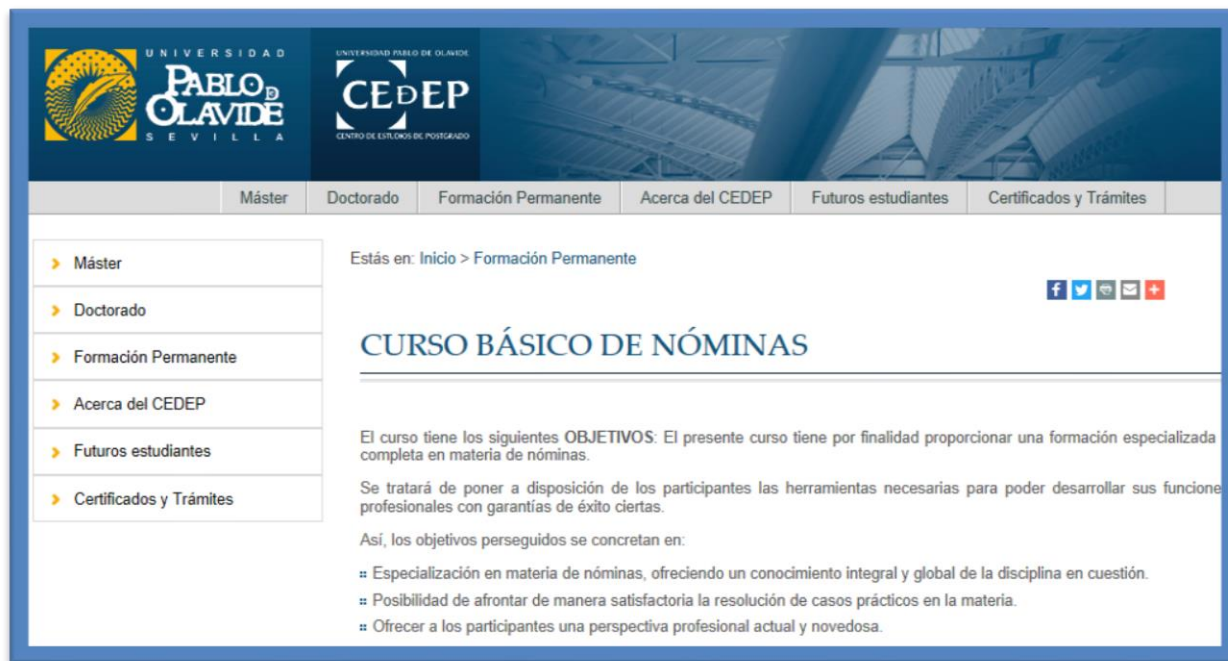 UNIVERSIDAD
PABLO DE
OLAVIDE
SEVILLA
UNIVERSIDAD PABLO DE OLAVIDE
CEDEP
CENTRO DE ESTUDIOS DE POSTGRADO
Máster Doctorado Formación Permanente Acerca del CEDEP Futuros estudiantes Certificados y Trámites
Máster
Doctorado
Formación Permanente
Acerca del CEDEP
Futuros estudiantes
Certificados y Trámites
Estás en: Inicio > Formación Permanente
CURSO BÁSICO DE NÓMINAS
El curso tiene los siguientes OBJETIVOS: El presente curso tiene por finalidad proporcionar una formación especializada
completa en materia de nóminas.
Se tratará de poner a disposición de los participantes las herramientas necesarias para poder desarrollar sus funcione
profesionales con garantías de éxito ciertas.
Así, los objetivos perseguidos se concretan en:
Especialización en materia de nóminas, ofreciendo un conocimiento integral y global de la disciplina en cuestión.
Posibilidad de afrontar de manera satisfactoria la resolución de casos prácticos en la materia.
Ofrecer a los participantes una perspectiva profesional actual y novedosa.